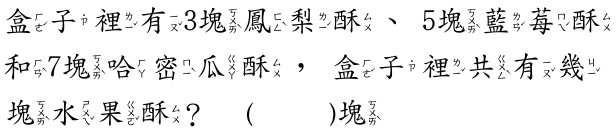 盒子裡有3塊鳳梨酥、5塊藍莓酥
和7塊哈密瓜酥，盒子裡共有幾
塊水果酥？（　　）塊